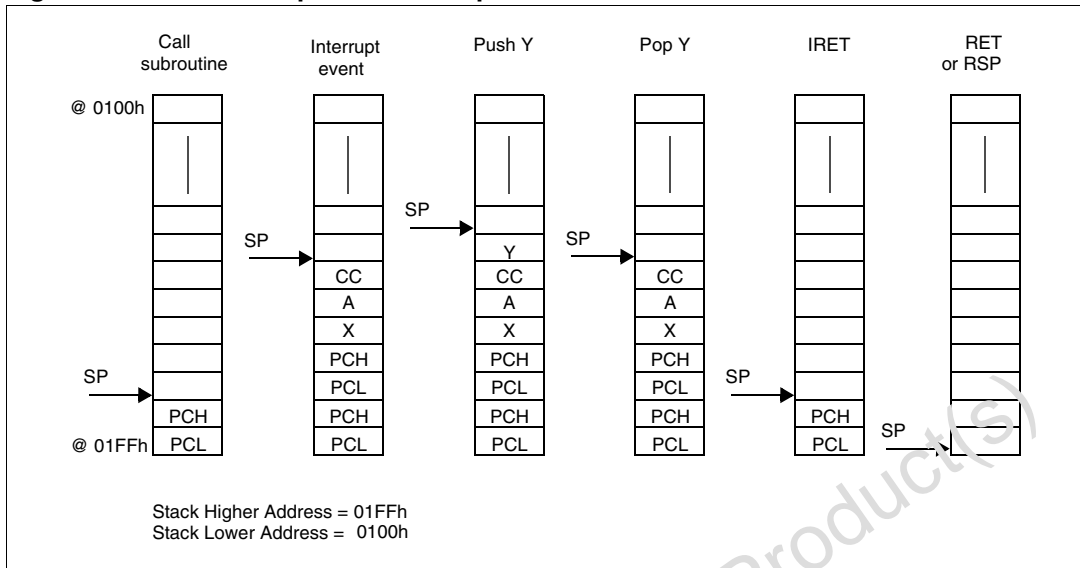 Call
subroutine
Interrupt
event
Push Y
Pop Y
IRET
RET
or RSP
@ 0100h
SP
SP
SP
SP
Y
CC
CC
CC
A
A
A
X
X
X
PCH
PCH
PCH
SP
PCL
PCL
PCL
SP
PCH
PCH
PCH
PCH
PCH
SP
@ 01FFh
PCL
PCL
PCL
PCL
PCL
Stack Higher Address = 01FFh
Stack Lower Address = 0100h